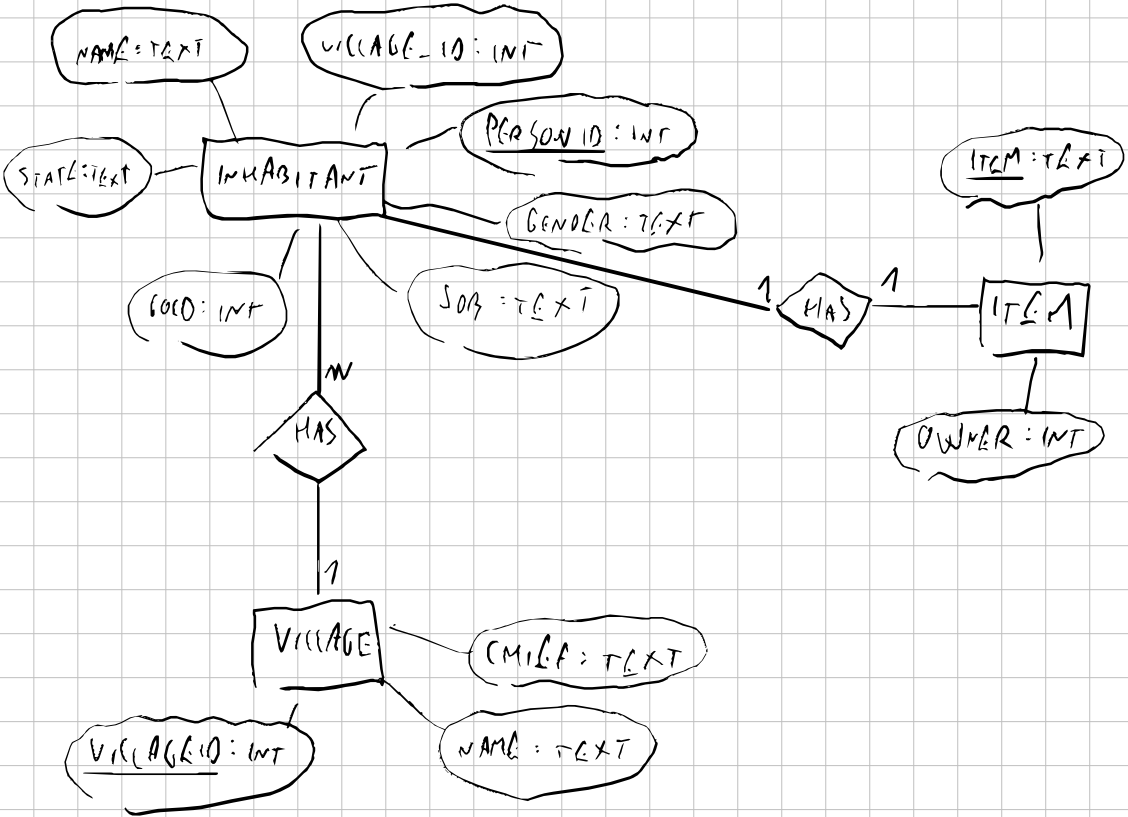 NAME: TEXT
VILLAGE_ID: INT
PERSONID: INT
ITEM: TEXT
STATE: TEXT
INHABITANT
GENDER: TEXT
GOLD: INT
JOB: TEXT
1
HAS
1
ITEM
N
HAS
OWNER: INT
1
VILLAGE
CHIEF: TEXT
VILLAGEID: INT
NAME: TEXT